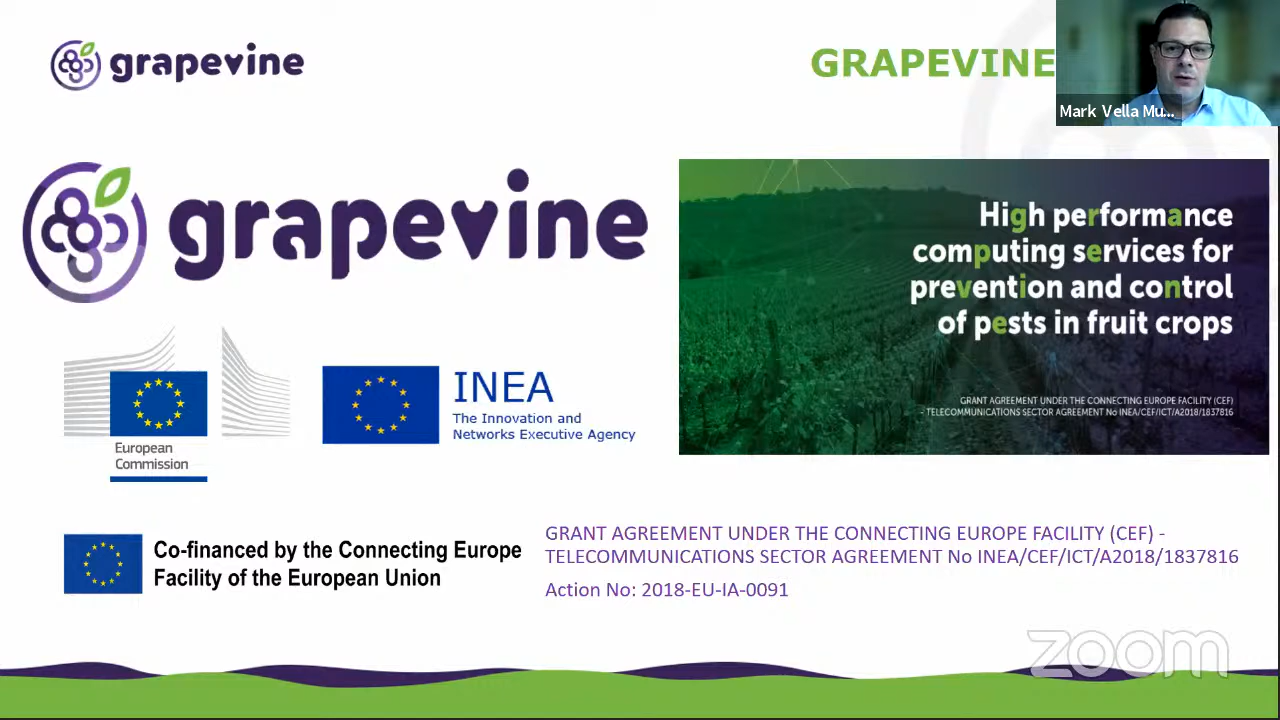 grapevine
GRAPEVINE
Mark Vella Mu...
grapevine
High performance
computing services for
prevention and control
of pests in fruit crops
GRANT AGREEMENT UNDER THE CONNECTING EUROPE FACILITY (CEF)
- TELECOMMUNICATIONS SECTOR AGREEMENT No INEA/CEF/ICT/A2018/1837816
European
Commission
INEA
The Innovation and
Networks Executive Agency
Co-financed by the Connecting Europe
Facility of the European Union
GRANT AGREEMENT UNDER THE CONNECTING EUROPE FACILITY (CEF) -
TELECOMMUNICATIONS SECTOR AGREEMENT No INEA/CEF/ICT/A2018/1837816
Action No: 2018-EU-IA-0091
zoom